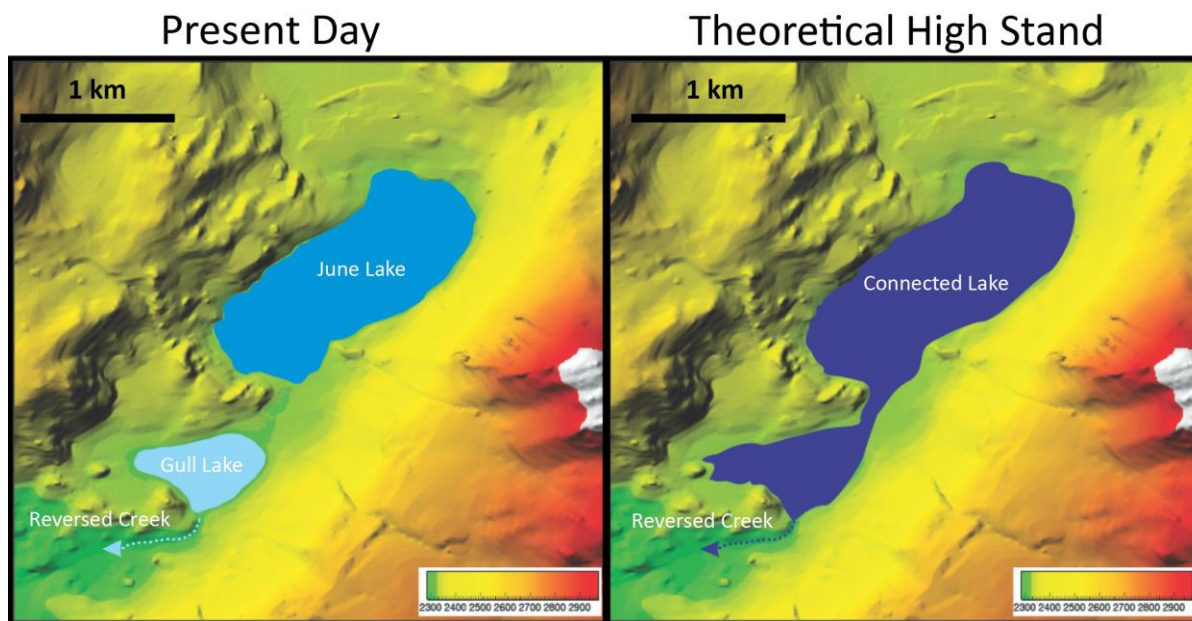 Present Day
Theoretical High Stand
1 km
1 km
June Lake
Connected Lake
Gull Lake
Reversed Creek
Reversed Creek
2300 2400 2500 2600 2700 2800 2900
2300 2400 2500 2600 2700 2800 2900